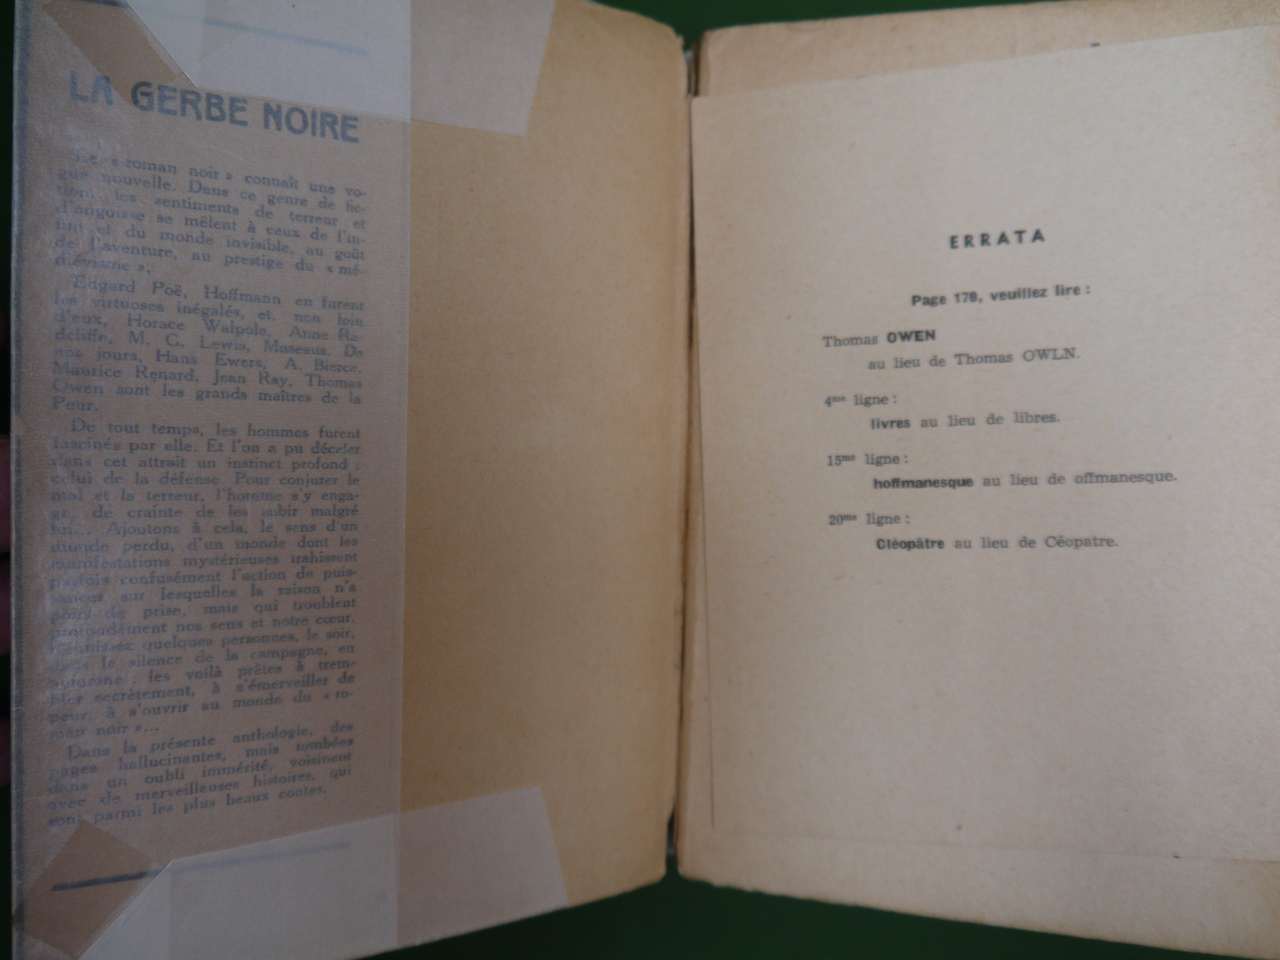 LA GERBE NOIRE
Le « roman noir » connaît une vo-
gue nouvelle. Dans ce genre de fic-
tion, les sentiments de terreur et
d'angoisse se mêlent à ceux de l'in-
fini et du monde invisible, au goût
de l'aventure, au prestige du « mé-
diévisme ».
Edgard Poë, Hoffmann en furent
les virtuoses inégalés, et, non loin
d'eux, Horace Walpole, Anne Ra-
dcliffe, M. G. Lewis, Museaus. De
nos jours, Hans Ewers, A. Bierce,
Maurice Renard, Jean Ray, Thomas
Owen sont les grands maîtres de la
Peur.
De tout temps, les hommes furent
fascinés par elle. Et l'on a pu déceler
dans cet attrait un instinct profond :
celui de la défense. Pour conjurer le
mal et la terreur, l'homme s'y enga-
ge, de crainte de les subir malgré
lui... Ajoutons à cela, le sens d'un
monde perdu, d'un monde dont les
manifestations mystérieuses trahissent
parfois confusément l'action de puis-
sances sur lesquelles la raison n'a
point de prise, mais qui troublent
profondément nos sens et notre cœur.
Réunissez quelques personnes, le soir,
dans le silence de la campagne, en
automne : les voilà prêtes à trem-
bler secrètement, à s'émerveiller de
peur, à s'ouvrir au monde du « ro-
man noir »...
Dans la présente anthologie, des
pages hallucinantes, mais tombées
dans un oubli immérité, voisinent
avec de merveilleuses histoires, qui
sont parmi les plus beaux contes.
ERRATA
Page 179, veuillez lire :
Thomas OWEN
au lieu de Thomas OWLN.
4me ligne :
livres au lieu de libres.
15me ligne :
hoffmanesque au lieu de offmanesque.
20me ligne :
Cléopâtre au lieu de Céopatre.